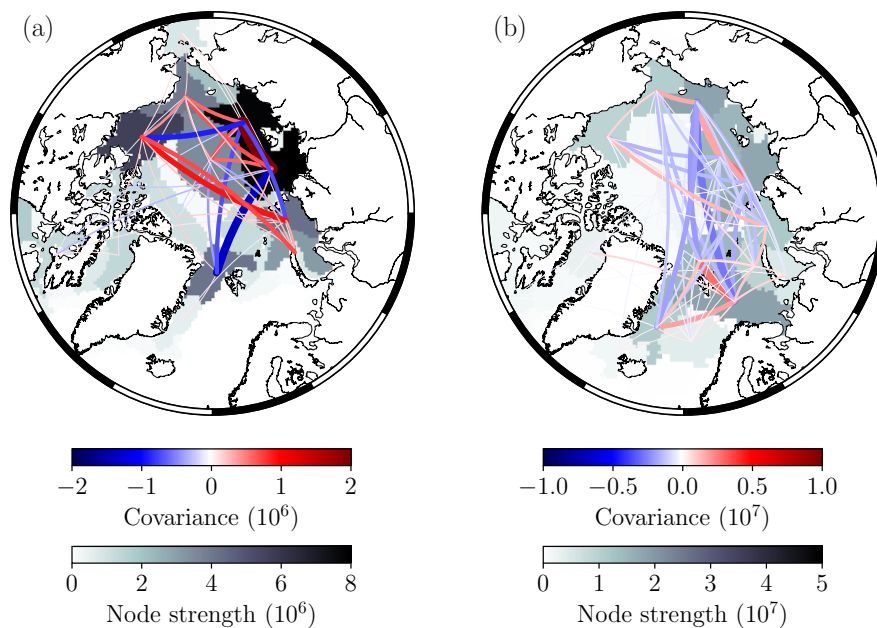 (a) (b)
−2 −1 0 1 2 −1.0 −0.5 0.0 0.5 1.0
Covariance (10⁶) Covariance (10⁷)
0 2 4 6 8 0 1 2 3 4 5
Node strength (10⁶) Node strength (10⁷)